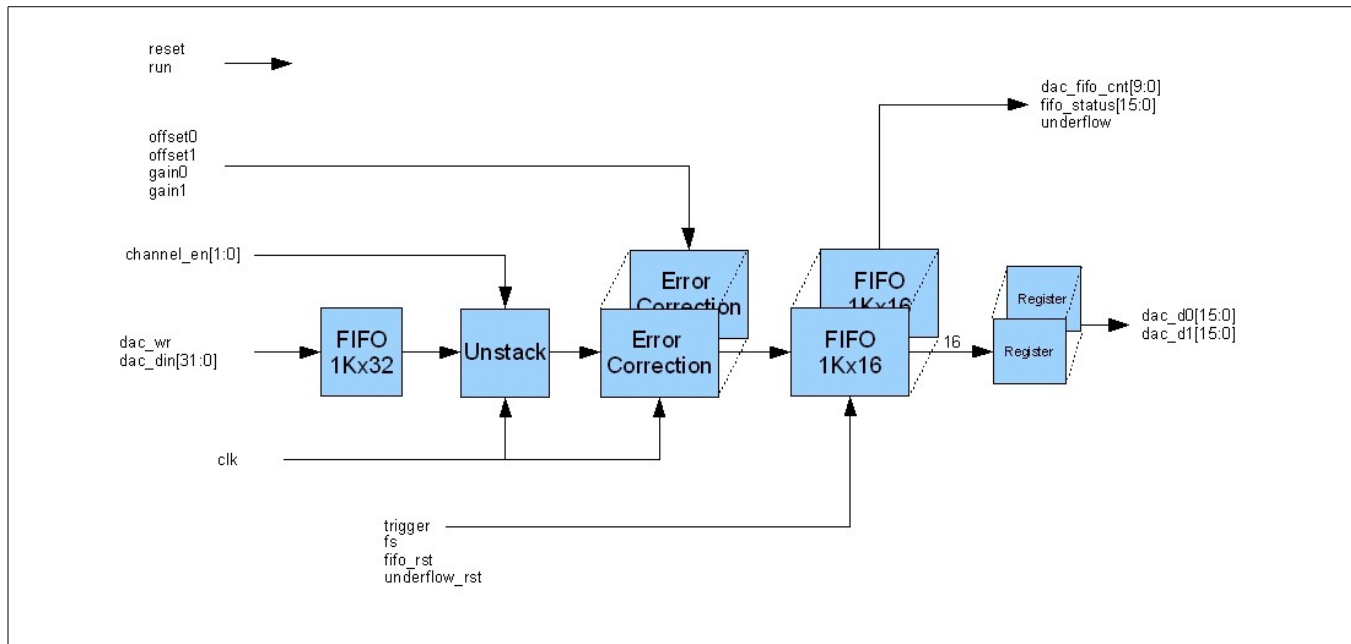 reset
run
dac_fifo_cnt[9:0]
fifo_status[15:0]
underflow
offset0
offset1
gain0
gain1
channel_en[1:0]
Error
Correction
FIFO
1Kx16
Register
dac_wr
dac_din[31:0]
FIFO
1Kx32
Unstack
Error
Correction
FIFO
1Kx16
16
Register
dac_d0[15:0]
dac_d1[15:0]
clk
trigger
fs
fifo_rst
underflow_rst